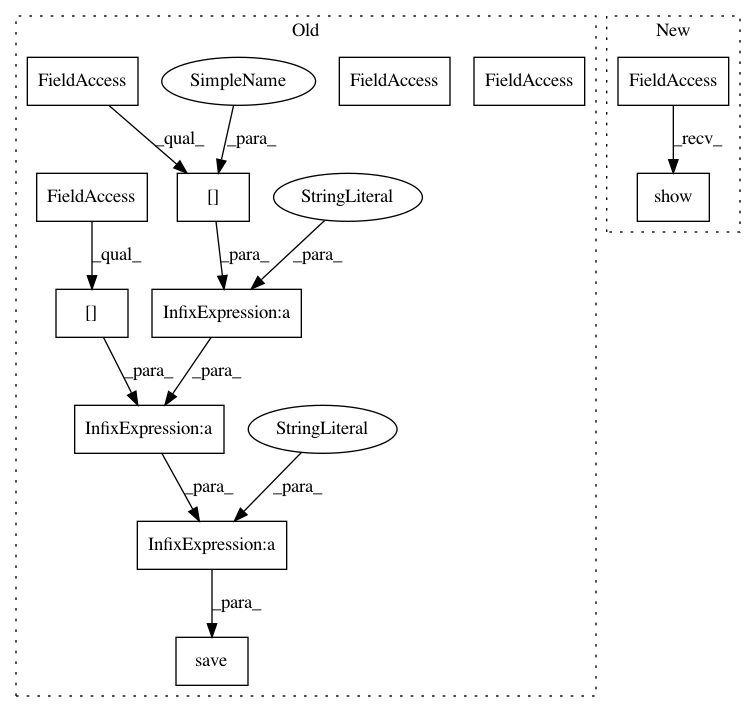 Old
New
FieldAccess
SimpleName
FieldAccess
FieldAccess
FieldAccess
_qual_
_para_
_recv_
FieldAccess
[]
StringLiteral
show
_qual_
_para_
_para_
[]
InfixExpression:a
_para_
_para_
InfixExpression:a
StringLiteral
_para_
_para_
InfixExpression:a
_para_
save